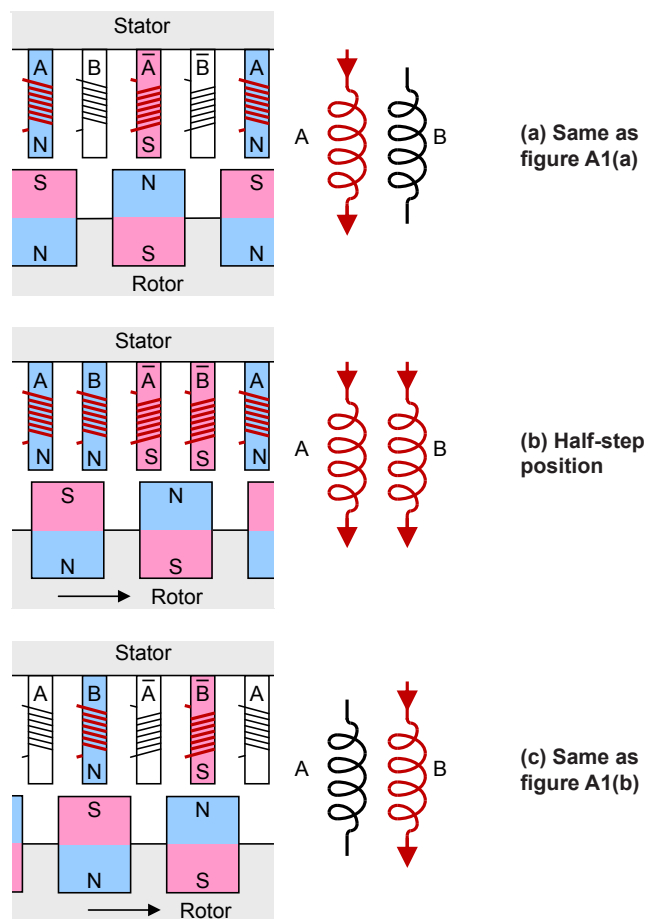 Stator
A B A̅ B̅ A
N S N
S N S
N S N
Rotor
A B
(a) Same as
figure A1(a)
Stator
A B A̅ B̅ A
N N S S N
S N
N S
Rotor
A B
(b) Half-step
position
Stator
A B A̅ B̅ A
N S
S N
N S
Rotor
A B
(c) Same as
figure A1(b)